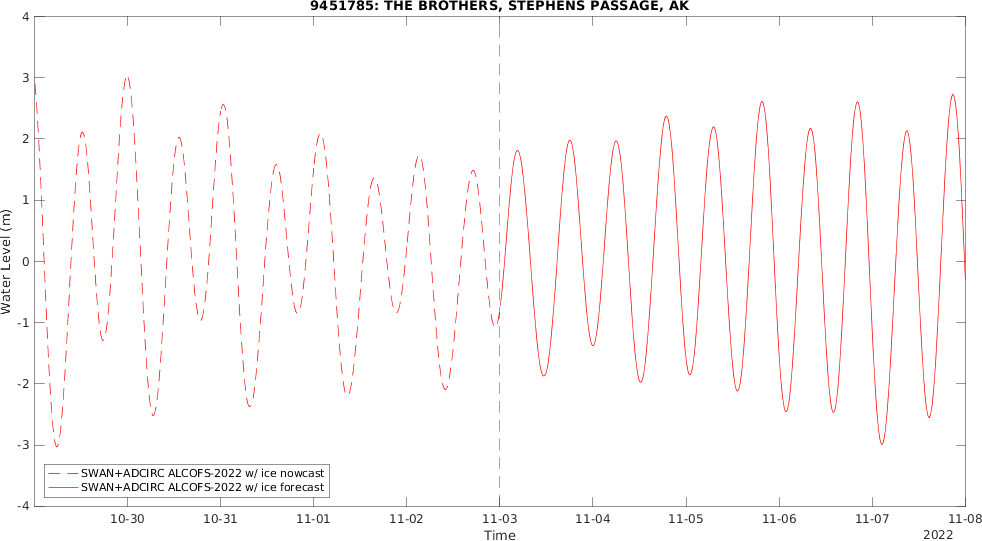 9451785: THE BROTHERS, STEPHENS PASSAGE, AK
4
3
2
1
0
-1
-2
-3
-4
Water Level (m)
SWAN+ADCIRC ALCOFS-2022 w/ ice nowcast
SWAN+ADCIRC ALCOFS-2022 w/ ice forecast
10-30 10-31 11-01 11-02 11-03 11-04 11-05 11-06 11-07 11-08
Time
2022